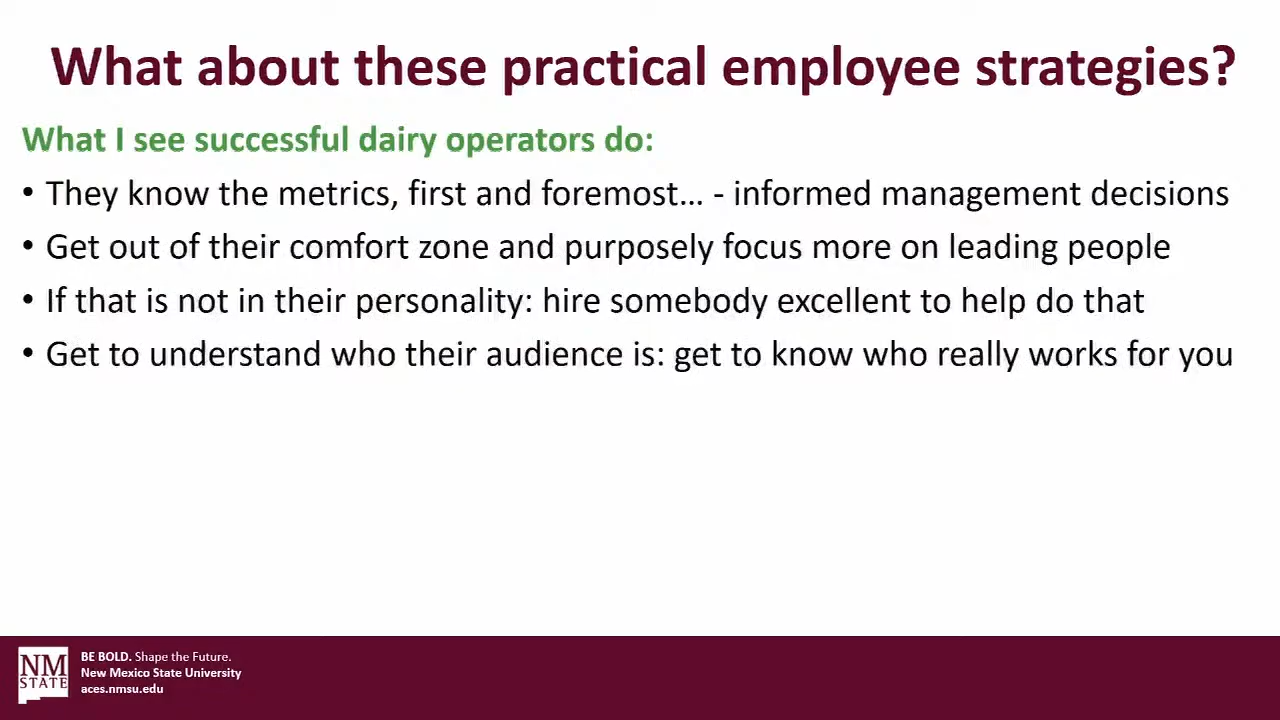 What about these practical employee strategies?
What I see successful dairy operators do:
• They know the metrics, first and foremost… - informed management decisions
• Get out of their comfort zone and purposely focus more on leading people
• If that is not in their personality: hire somebody excellent to help do that
• Get to understand who their audience is: get to know who really works for you
NM
STATE
BE BOLD. Shape the Future.
New Mexico State University
aces.nmsu.edu